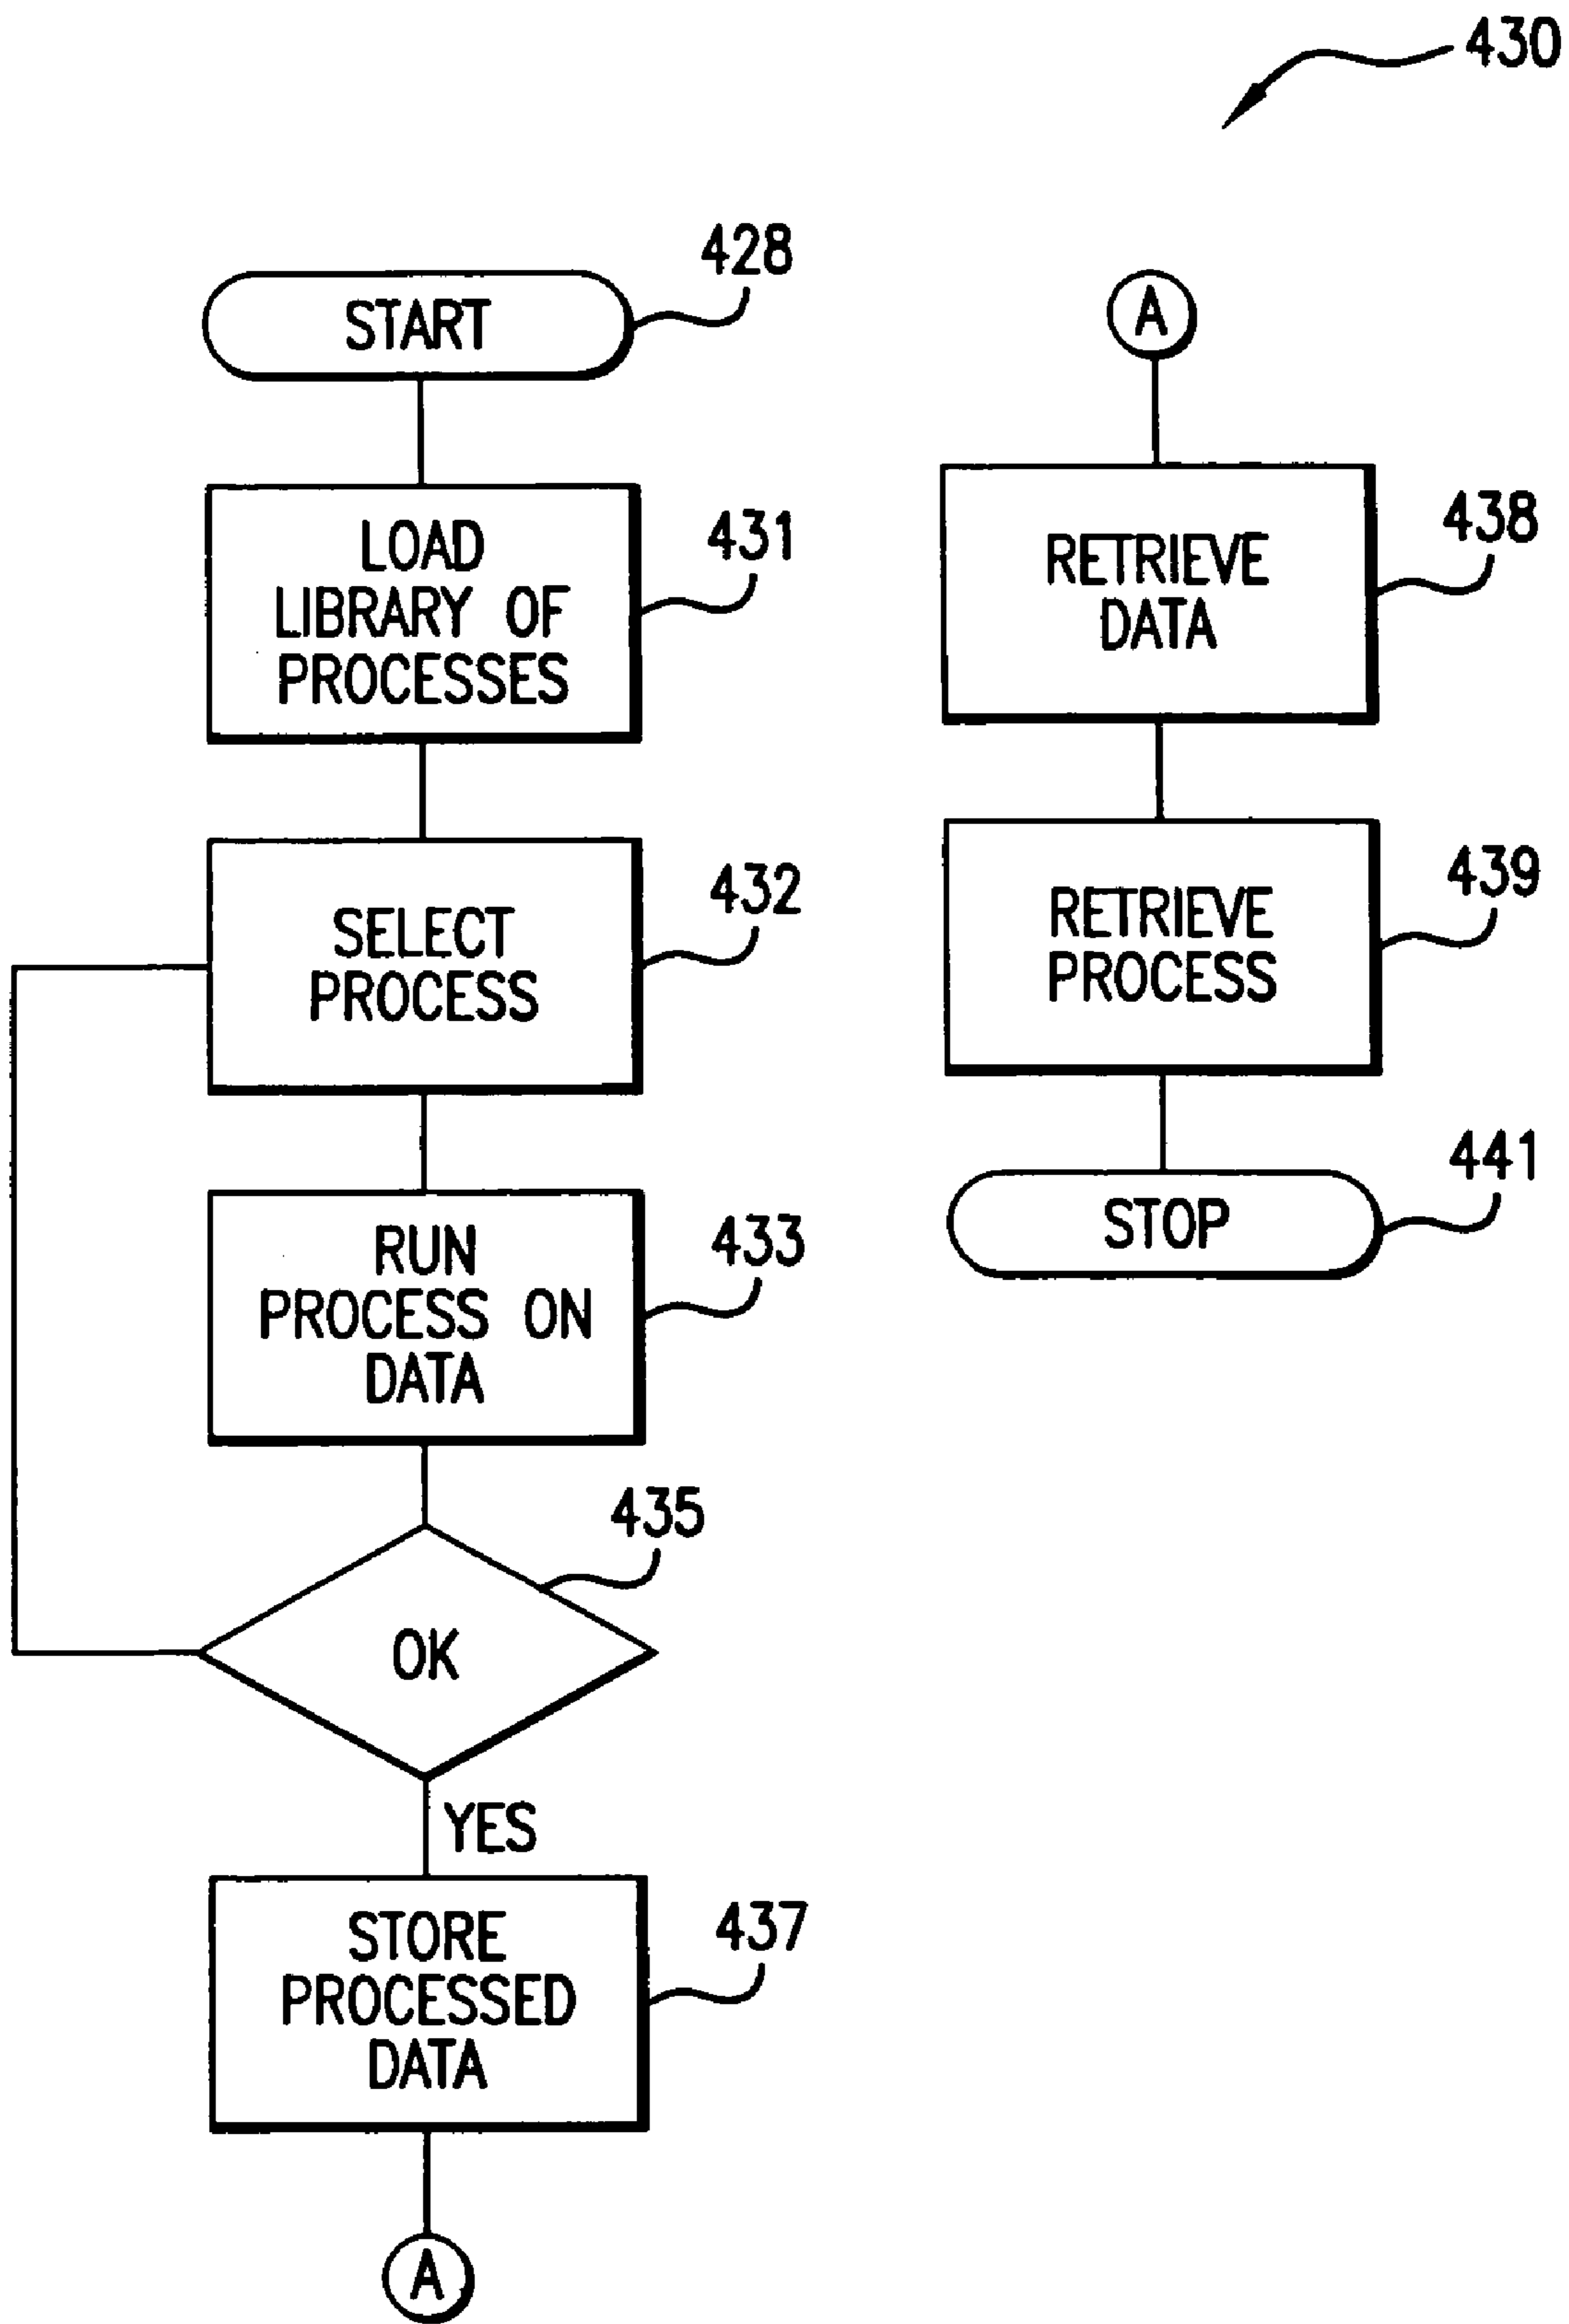 430
428
START
431
LOAD
LIBRARY OF
PROCESSES
432
SELECT
PROCESS
433
RUN
PROCESS ON
DATA
435
OK
YES
437
STORE
PROCESSED
DATA
A
A
438
RETRIEVE
DATA
439
RETRIEVE
PROCESS
441
STOP